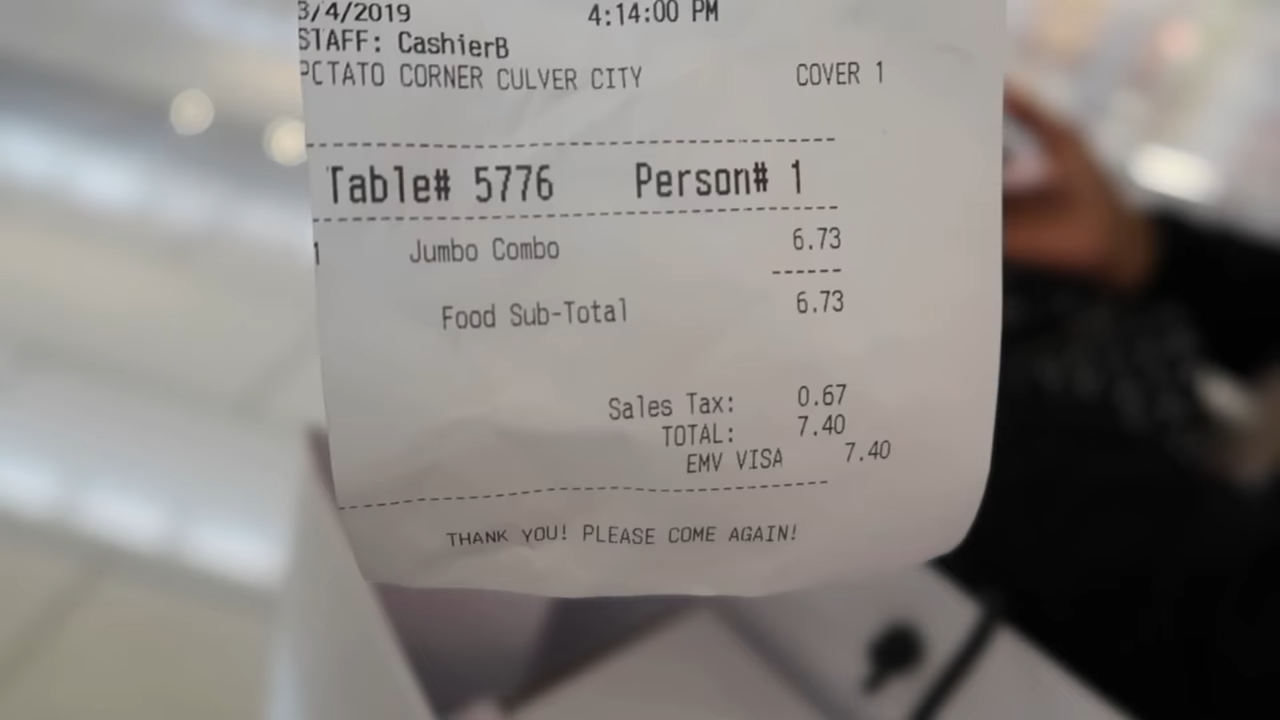 3/4/2019 4:14:00 PM
STAFF: CashierB
POTATO CORNER CULVER CITY COVER 1
Table# 5776 Person# 1
1 Jumbo Combo 6.73
Food Sub-Total 6.73
Sales Tax: 0.67
TOTAL: 7.40
EMV VISA 7.40
THANK YOU! PLEASE COME AGAIN!